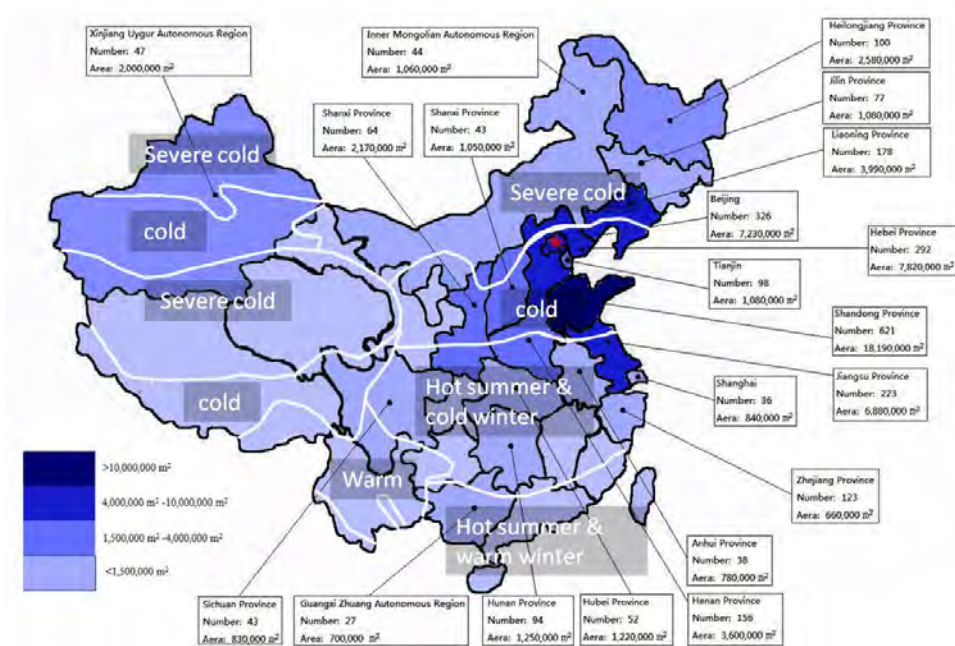 Xinjiang Uygur Autonomous Region
Number: 47
Area: 2,000,000 m²
Inner Mongolian Autonomous Region
Number: 44
Aera: 1,060,000 m²
Heilongjiang Province
Number: 100
Aera: 2,580,000 m²
Jilin Province
Number: 77
Aera: 1,080,000 m²
Shanxi Province
Number: 64
Aera: 2,170,000 m²
Shanxi Province
Number: 43
Aera: 1,050,000 m²
Liaoning Province
Number: 178
Aera: 3,990,000 m²
Severe cold
Severe cold
Beijing
Number: 326
Aera: 7,230,000 m²
cold
Hebei Province
Number: 292
Aera: 7,820,000 m²
Tianjin
Number: 98
Aera: 1,080,000 m²
Severe cold
cold
Shandong Province
Number: 621
Aera: 18,190,000 m²
Jiangsu Province
Number: 223
Aera: 6,880,000 m²
Shanghai
Number: 36
Aera: 840,000 m²
cold
Hot summer &
cold winter
>10,000,000 m²
4,000,000 m² -10,000,000 m²
1,500,000 m² -4,000,000 m²
<1,500,000 m²
Warm
Zhejiang Province
Number: 123
Aera: 660,000 m²
Hot summer &
warm winter
Anhui Province
Number: 38
Aera: 780,000 m²
Sichuan Province
Number: 43
Aera: 830,000 m²
Guangxi Zhuang Autonomous Region
Number: 27
Area: 700,000 m²
Hunan Province
Number: 94
Aera: 1,250,000 m²
Hubei Province
Number: 52
Aera: 1,220,000 m²
Henan Province
Number: 156
Aera: 3,600,000 m²